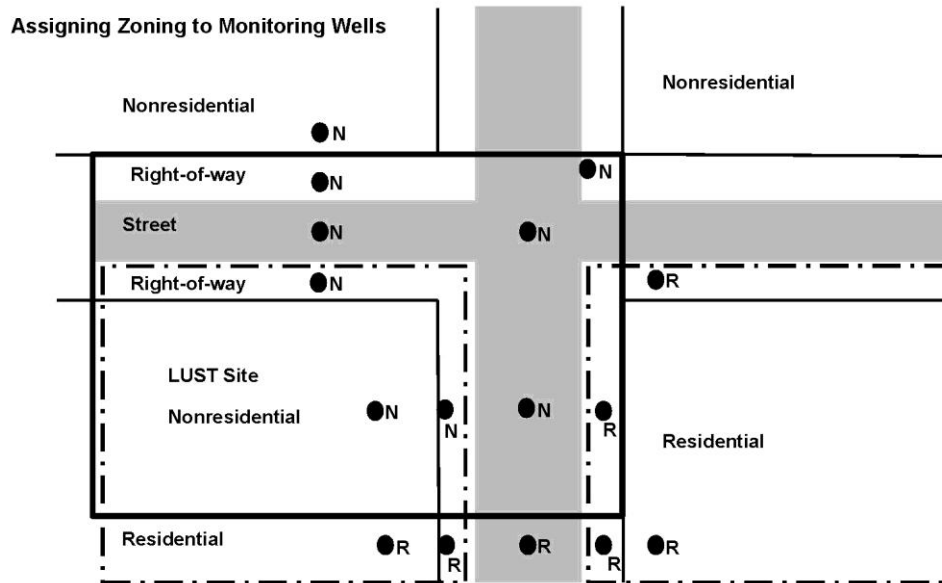 Assigning Zoning to Monitoring Wells
Nonresidential
Nonresidential
N
Right-of-way
N
N
Street
N
N
Right-of-way
N
R
LUST Site
Nonresidential
N
N
N
R
Residential
Residential
R
R
R
R
R